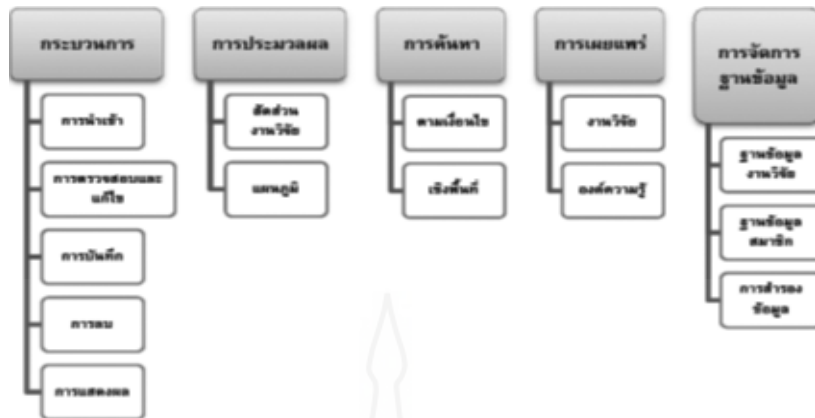 กระบวนการ
การนำเข้า
การตรวจสอบและ
แก้ไข
การบันทึก
การลบ
การแสดงผล
การประมวลผล
สัดส่วน
งานวิจัย
แผนภูมิ
การค้นหา
ตามเงื่อนไข
เชิงพื้นที่
การเผยแพร่
งานวิจัย
องค์ความรู้
การจัดการ
ฐานข้อมูล
ฐานข้อมูล
งานวิจัย
ฐานข้อมูล
สมาชิก
การสำรอง
ข้อมูล